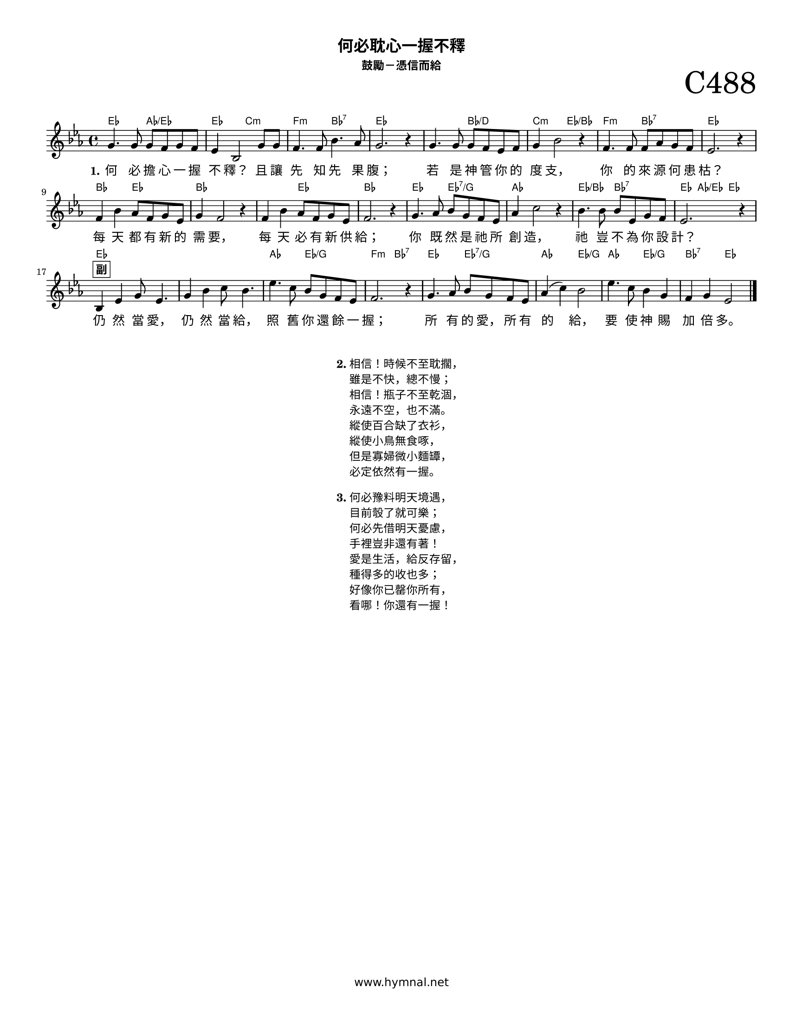 何必耽心一握不釋
鼓勵－憑信而給
C488
E♭ A♭/E♭ E♭ Cm Fm B♭7 E♭ B♭/D Cm E♭/B♭ Fm B♭7 E♭
1. 何 必擔心一握 不釋？ 且讓 先 知先 果腹； 若 是神管你的 度支， 你 的來源何患枯？
9
B♭ E♭ B♭ E♭ B♭ E♭ E♭7/G A♭ E♭/B♭ B♭7 E♭ A♭/E♭ E♭
每 天 都有新的 需要， 每 天 必有新供給； 你 既然是祂所 創造， 祂 豈不為你設計？
17
E♭ A♭ E♭/G Fm B♭7 E♭ E♭7/G A♭ E♭/G A♭ E♭/G B♭7 E♭
副
仍 然 當愛， 仍 然 當給， 照 舊你還餘一握； 所 有的愛，所有 的 給， 要 使神 賜 加 倍多。
2. 相信！時候不至耽擱，
雖是不快，總不慢；
相信！瓶子不至乾涸，
永遠不空，也不滿。
縱使百合缺了衣衫，
縱使小鳥無食啄，
但是寡婦微小麵罈，
必定依然有一握。
3. 何必豫料明天境遇，
目前彀了就可樂；
何必先借明天憂慮，
手裡豈非還有著！
愛是生活，給反存留，
種得多的收也多；
好像你已罄你所有，
看哪！你還有一握！
www.hymnal.net